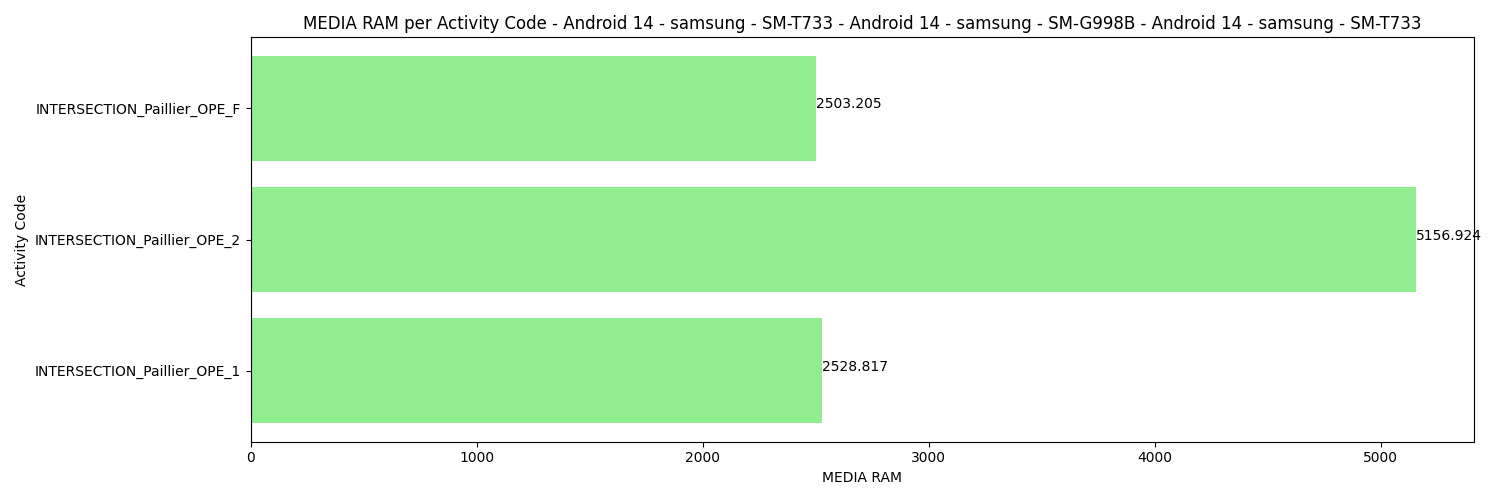 MEDIA RAM per Activity Code - Android 14 - samsung - SM-T733 - Android 14 - samsung - SM-G998B - Android 14 - samsung - SM-T733
INTERSECTION_Paillier_OPE_F
2503.205
INTERSECTION_Paillier_OPE_2
5156.924
INTERSECTION_Paillier_OPE_1
2528.817
Activity Code
0 1000 2000 3000 4000 5000
MEDIA RAM